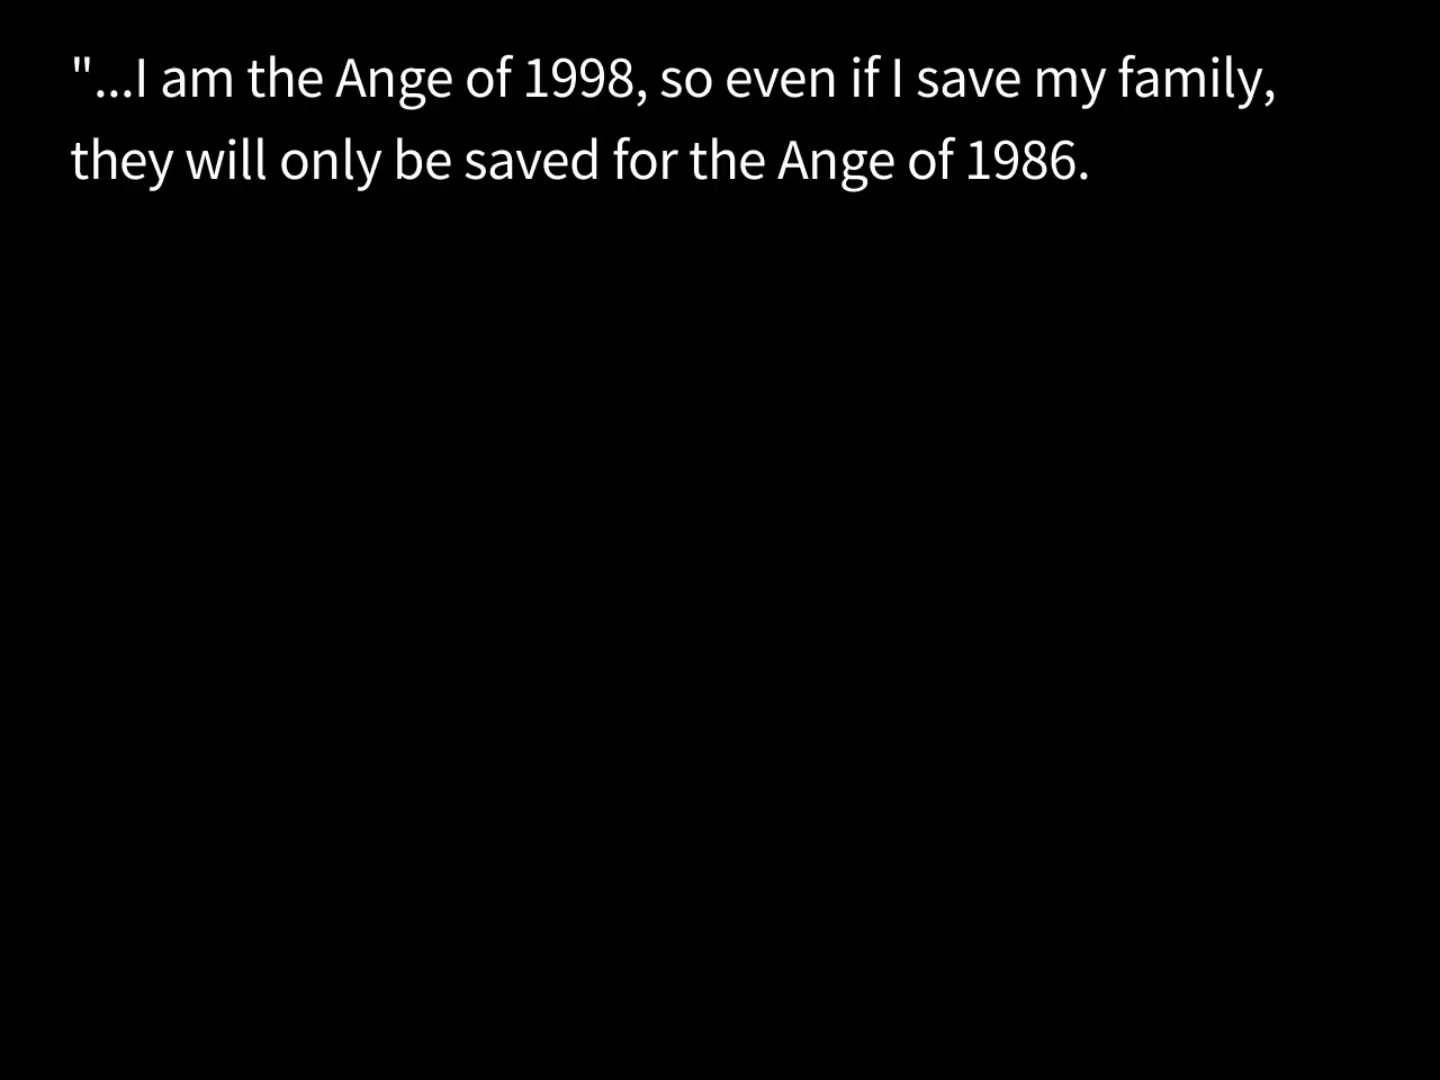 "...I am the Ange of 1998, so even if I save my family,
they will only be saved for the Ange of 1986.